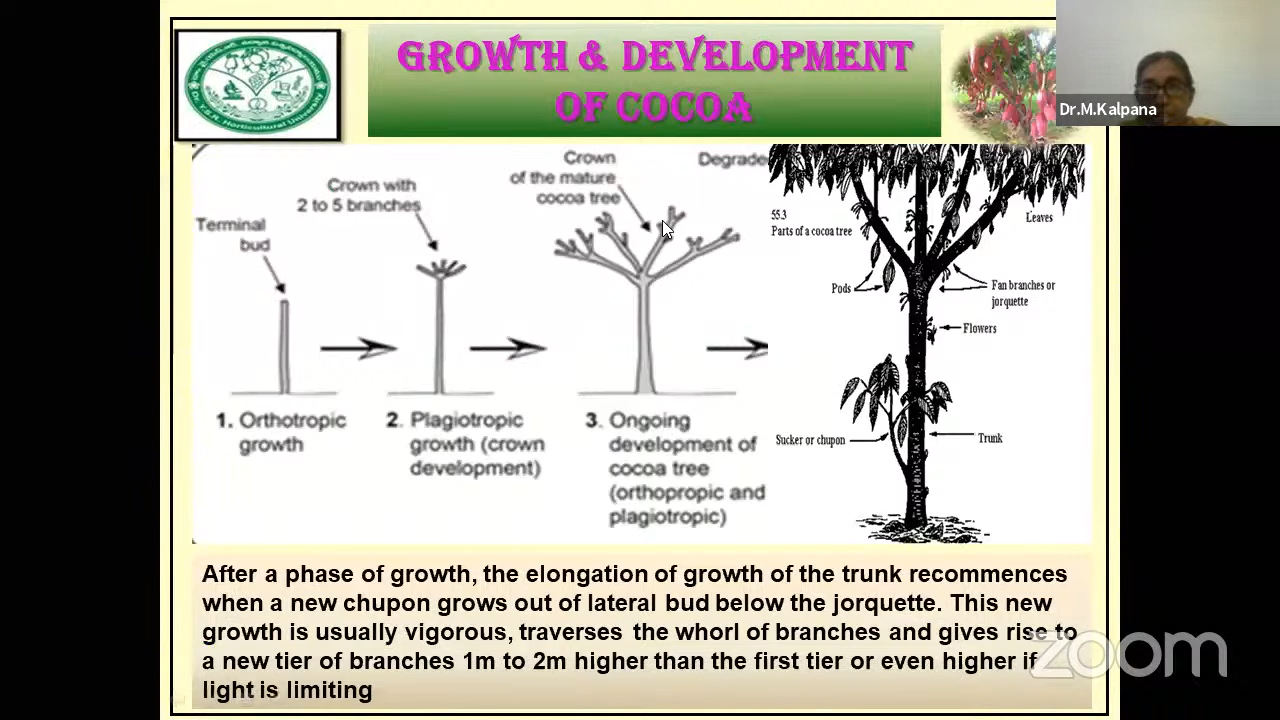 GROWTH & DEVELOPMENT
OF COCOA
Dr.M.Kalpana
Terminal
bud
Crown with
2 to 5 branches
Crown
of the mature
cocoa tree
Degrade
1. Orthotropic
growth
2. Plagiotropic
growth (crown
development)
3. Ongoing
development of
cocoa tree
(orthopropic and
plagiotropic)
55.3
Parts of a cocoa tree
Leaves
Pods
Fan branches or
jorquette
Flowers
Sucker or chupon
Trunk
After a phase of growth, the elongation of growth of the trunk recommences
when a new chupon grows out of lateral bud below the jorquette. This new
growth is usually vigorous, traverses the whorl of branches and gives rise to
a new tier of branches 1m to 2m higher than the first tier or even higher if
light is limiting
zoom